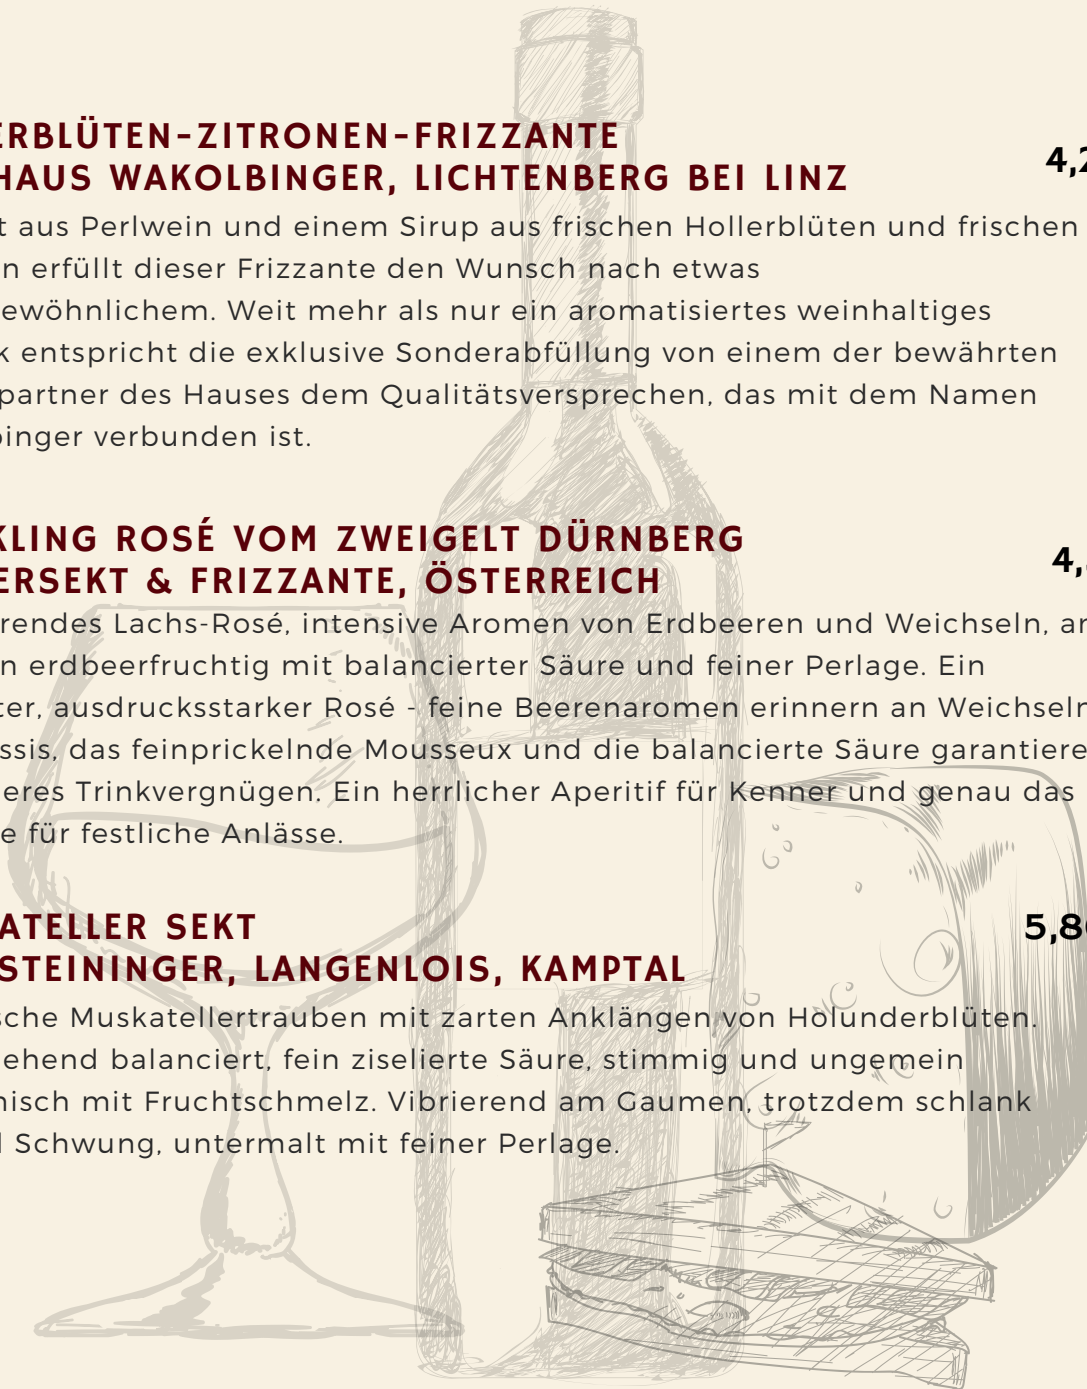 ERBLÜTEN-ZITRONEN-FRIZZANTE
HAUS WAKOLBINGER, LICHTENBERG BEI LINZ
4,2
t aus Perlwein und einem Sirup aus frischen Hollerblüten und frischen
n erfüllt dieser Frizzante den Wunsch nach etwas
ewöhnlichem. Weit mehr als nur ein aromatisiertes weinhaltiges
k entspricht die exklusive Sonderabfüllung von einem der bewährten
partner des Hauses dem Qualitätsversprechen, das mit dem Namen
binger verbunden ist.
KLING ROSÉ VOM ZWEIGELT DÜRNBERG
ERSEKT & FRIZZANTE, ÖSTERREICH
4,
rendes Lachs-Rosé, intensive Aromen von Erdbeeren und Weichseln, an
n erdbeerfruchtig mit balancierter Säure und feiner Perlage. Ein
ter, ausdrucksstarker Rosé - feine Beerenaromen erinnern an Weichseln
ssis, das feinprickelnde Mousseux und die balancierte Säure garantiere
eres Trinkvergnügen. Ein herrlicher Aperitif für Kenner und genau das
e für festliche Anlässe.
ATELLER SEKT
STEININGER, LANGENLOIS, KAMPTAL
5,8
sche Muskatellertrauben mit zarten Anklängen von Holunderblüten.
ehend balanciert, fein ziselierte Säure, stimmig und ungemein
nisch mit Fruchtschmelz. Vibrierend am Gaumen, trotzdem schlank
d Schwung, untermalt mit feiner Perlage.